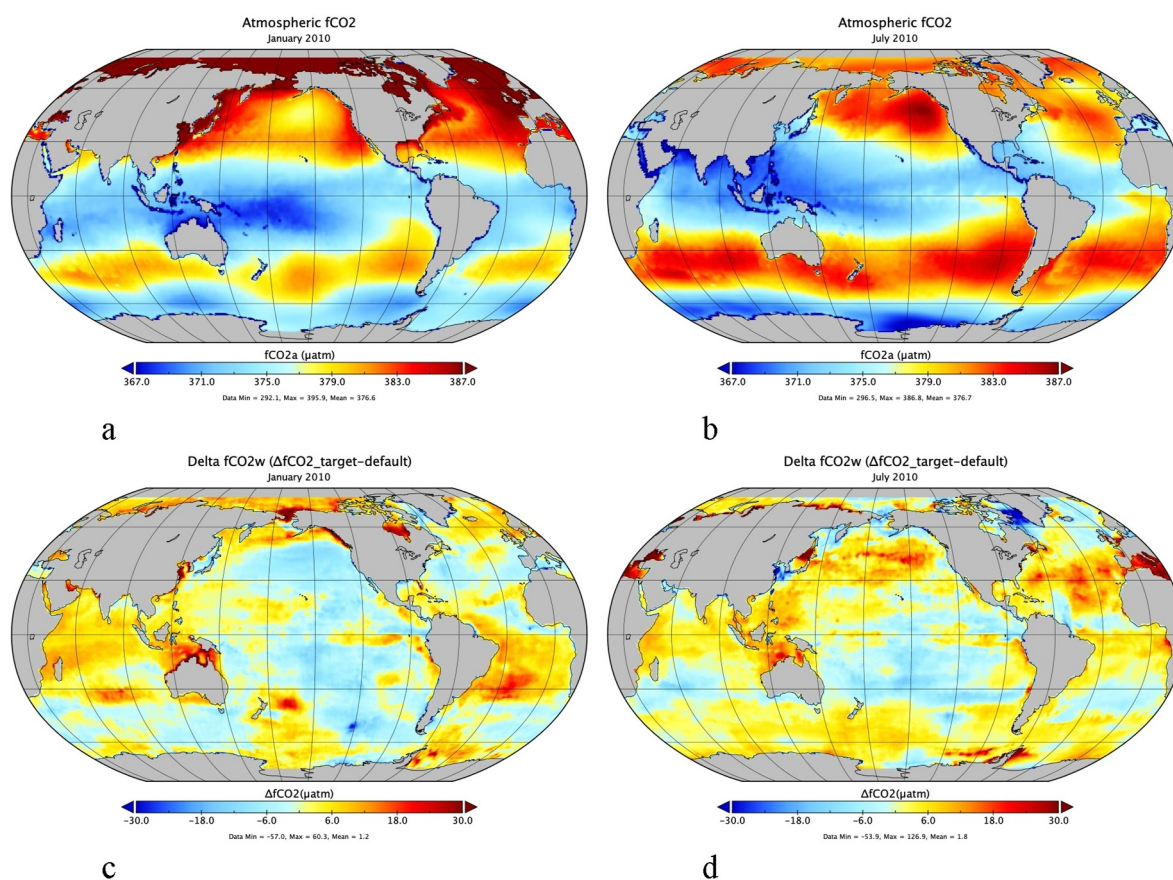 Atmospheric fCO2
January 2010
fCO2a (μatm)
367.0 371.0 375.0 379.0 383.0 387.0
Data Min = 292.1, Max = 395.9, Mean = 376.6
a
Atmospheric fCO2
July 2010
fCO2a (μatm)
367.0 371.0 375.0 379.0 383.0 387.0
Data Min = 296.5, Max = 386.8, Mean = 376.7
b
Delta fCO2w (ΔfCO2_target-default)
January 2010
ΔfCO2(μatm)
-30.0 -18.0 -6.0 6.0 18.0 30.0
Data Min = -57.0, Max = 60.3, Mean = 1.2
c
Delta fCO2w (ΔfCO2_target-default)
July 2010
ΔfCO2(μatm)
-30.0 -18.0 -6.0 6.0 18.0 30.0
Data Min = -53.9, Max = 126.9, Mean = 1.8
d